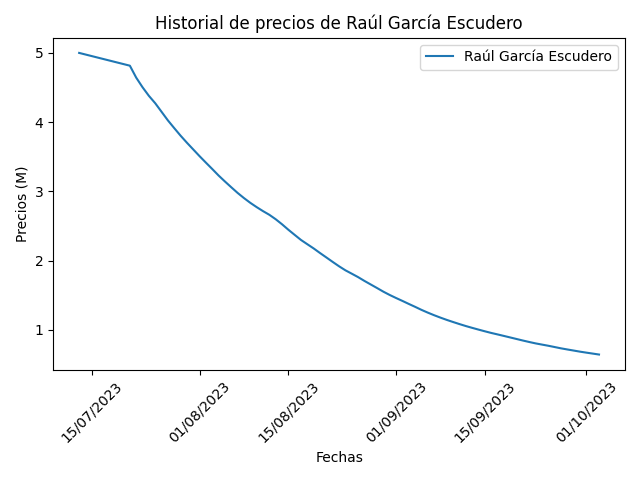 Historial de precios de Raúl García Escudero
Raúl García Escudero
Precios (M)
5
4
3
2
1
15/07/2023
01/08/2023
15/08/2023
01/09/2023
15/09/2023
01/10/2023
Fechas